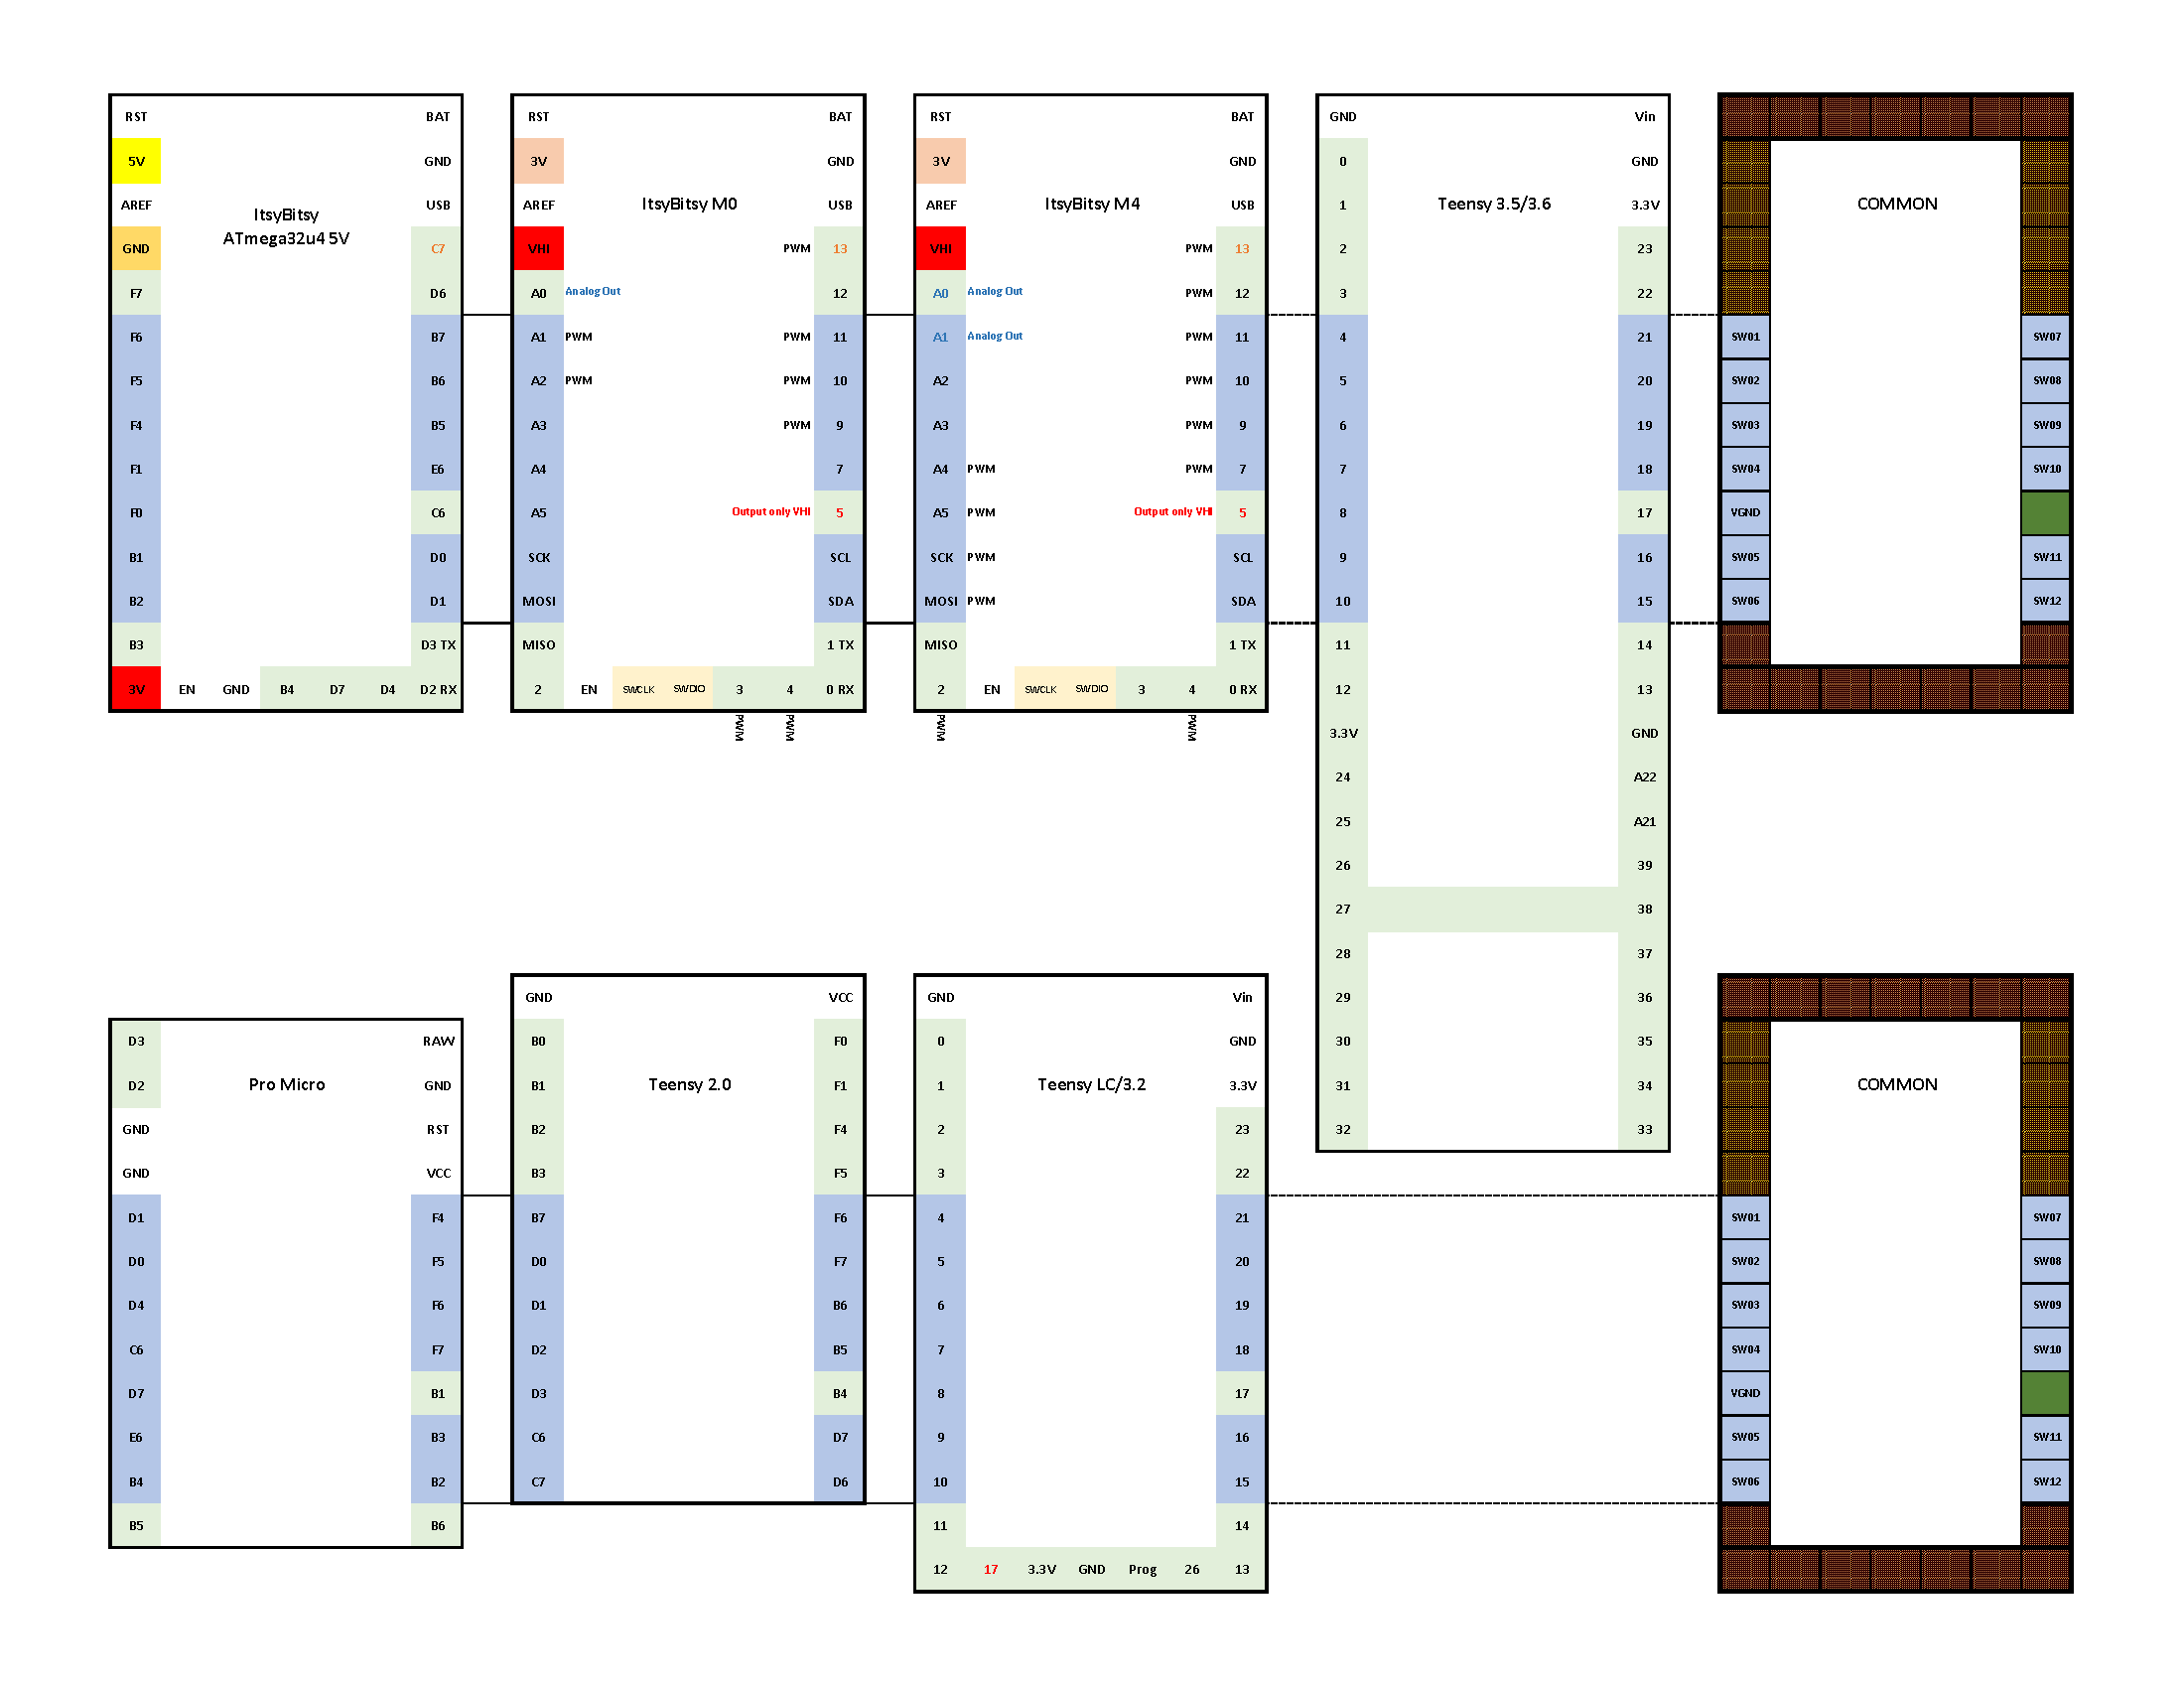 RST BAT
5V GND
AREF USB
ItsyBitsy
ATmega32u4 5V
GND C7
F7 D6
F6 B7
F5 B6
F4 B5
F1 E6
F0 C6
B1 D0
B2 D1
B3 D3 TX
3V EN GND B4 D7 D4 D2 RX
RST BAT
3V GND
AREF ItsyBitsy M0 USB
VHI PWM 13
A0 Analog Out 12
A1 PWM PWM 11
A2 PWM PWM 10
A3 PWM 9
A4 7
A5 Output only VHI 5
SCK SCL
MOSI SDA
MISO 1 TX
2 EN SWCLK SWDIO 3 4 0 RX
PWM PWM
RST BAT
3V GND
AREF ItsyBitsy M4 USB
VHI PWM 13
A0 Analog Out PWM 12
A1 Analog Out PWM 11
A2 PWM 10
A3 PWM 9
A4 PWM PWM 7
A5 PWM Output only VHI 5
SCK PWM SCL
MOSI PWM SDA
MISO 1 TX
2 EN SWCLK SWDIO 3 4 0 RX
PWM PWM
GND Vin
0 GND
1 Teensy 3.5/3.6 3.3V
2 23
3 22
4 21
5 20
6 19
7 18
8 17
9 16
10 15
11 14
12 13
3.3V GND
24 A22
25 A21
26 39
27 38
28 37
29 36
30 35
31 34
32 33
COMMON
SW01 SW07
SW02 SW08
SW03 SW09
SW04 SW10
VGND
SW05 SW11
SW06 SW12
D3 RAW
D2 Pro Micro GND
GND RST
GND VCC
D1 F4
D0 F5
D4 F6
C6 F7
D7 B1
E6 B3
B4 B2
B5 B6
GND VCC
B0 F0
B1 Teensy 2.0 F1
B2 F4
B3 F5
B7 F6
D0 F7
D1 B6
D2 B5
D3 B4
C6 D7
C7 D6
GND Vin
0 GND
1 Teensy LC/3.2 3.3V
2 23
3 22
4 21
5 20
6 19
7 18
8 17
9 16
10 15
11 14
12 17 3.3V GND Prog 26 13
COMMON
SW01 SW07
SW02 SW08
SW03 SW09
SW04 SW10
VGND
SW05 SW11
SW06 SW12